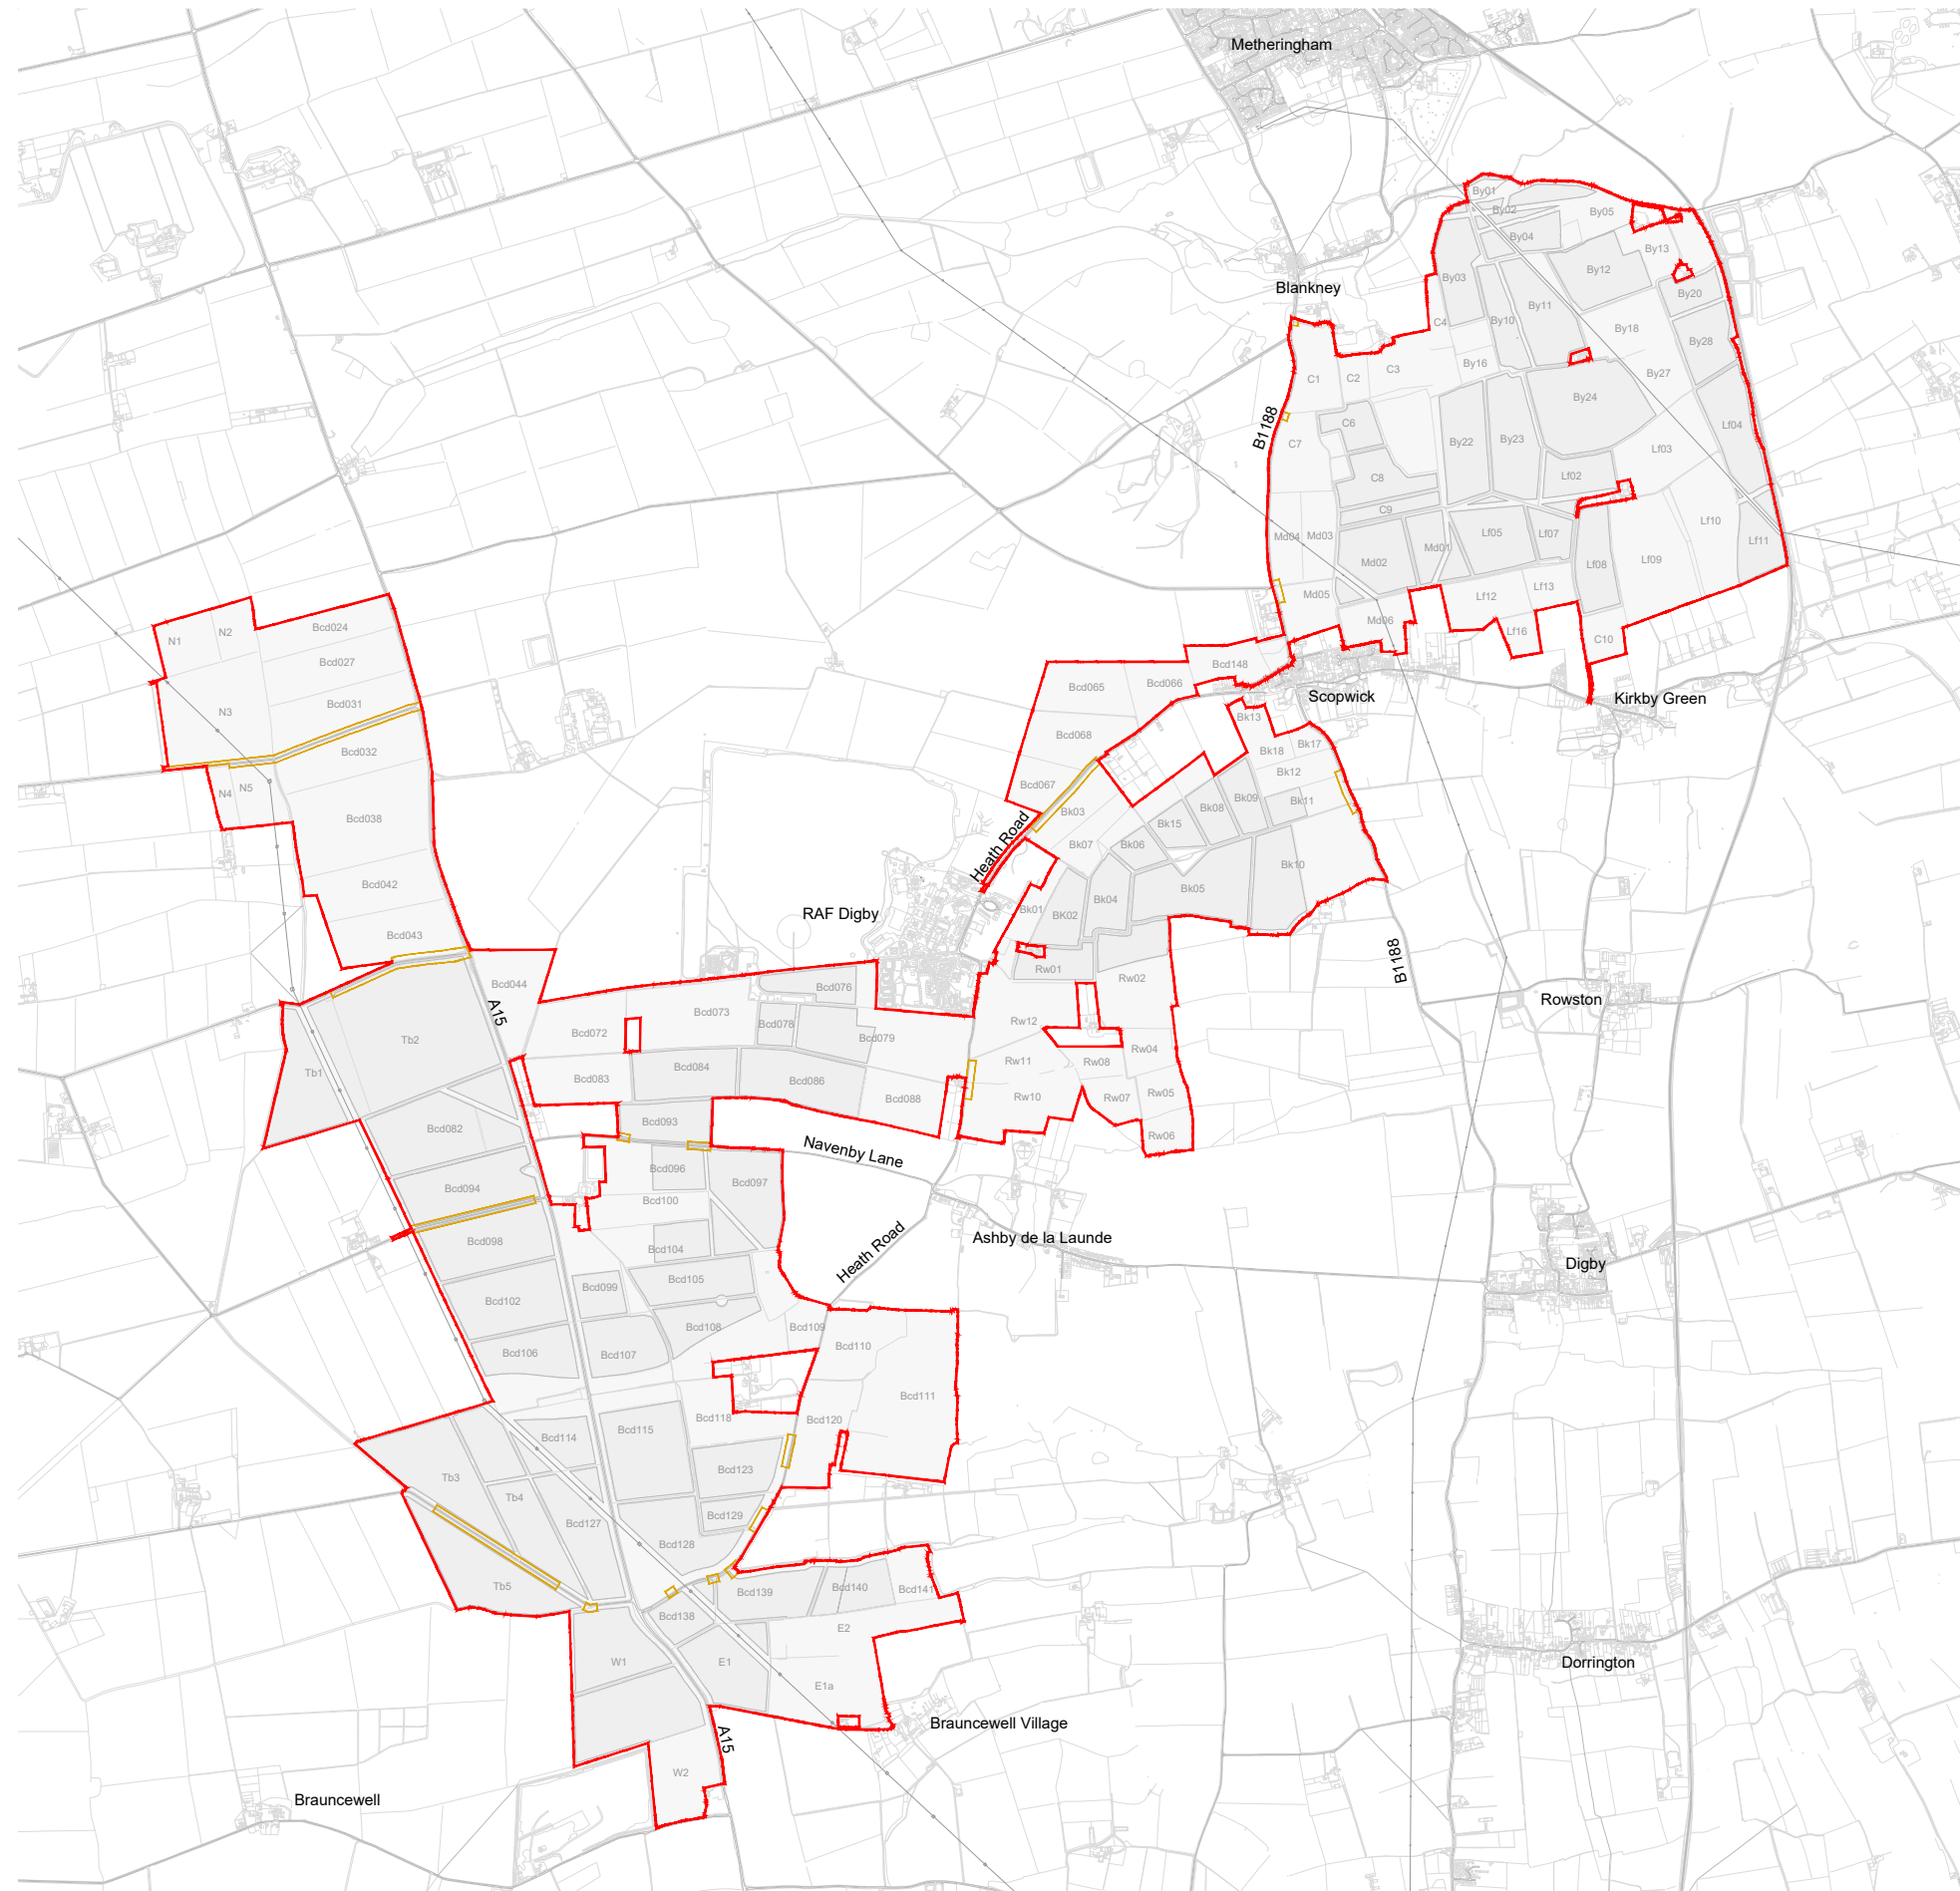 Metheringham
By01
By02
By05
By04
By13
By12
By03
By20
Blankney
By11
C4
By10
By18
By28
By16
C3
C1
C2
By27
By24
B1188
C6
Lf04
C7
By22
By23
Lf03
C8
Lf02
C9
Lf10
Md04
Md03
Lf05
Lf07
Lf11
Md01
Md02
Lf08
Lf09
Lf13
Md05
Lf12
Md06
Lf16
C10
N1
N2
Bcd024
Bcd027
Bcd031
N3
Bcd032
N4
N5
Bcd038
Bcd042
Bcd043
Bcd148
Bcd066
Bcd065
Scopwick
Kirkby Green
Bk13
Bcd068
Bk17
Bk18
Bk12
Bcd067
Bk09
Bk11
Bk08
Bk03
Bk15
Heath Road
Bk07
Bk06
Bk10
Bk05
Bk04
RAF Digby
Bk01
BK02
B1188
Rw01
Rw02
Bcd044
Bcd076
Rowston
A15
Bcd073
Rw12
Bcd078
Bcd072
Bcd079
Tb2
Rw04
Rw11
Rw08
Bcd084
Tb1
Bcd083
Bcd086
Rw05
Bcd088
Rw10
Rw07
Bcd093
Bcd082
Rw06
Navenby Lane
Bcd096
Bcd097
Bcd094
Bcd100
Ashby de la Launde
Bcd098
Bcd104
Heath Road
Digby
Bcd105
Bcd099
Bcd102
Bcd108
Bcd109
Bcd110
Bcd106
Bcd107
Bcd111
Bcd118
Bcd120
Bcd115
Bcd114
Bcd123
Tb3
Tb4
Bcd129
Bcd127
Bcd128
Tb5
Bcd139
Bcd140
Bcd141
Bcd138
E2
W1
E1
Dorrington
E1a
Brauncewell Village
A15
W2
Brauncewell